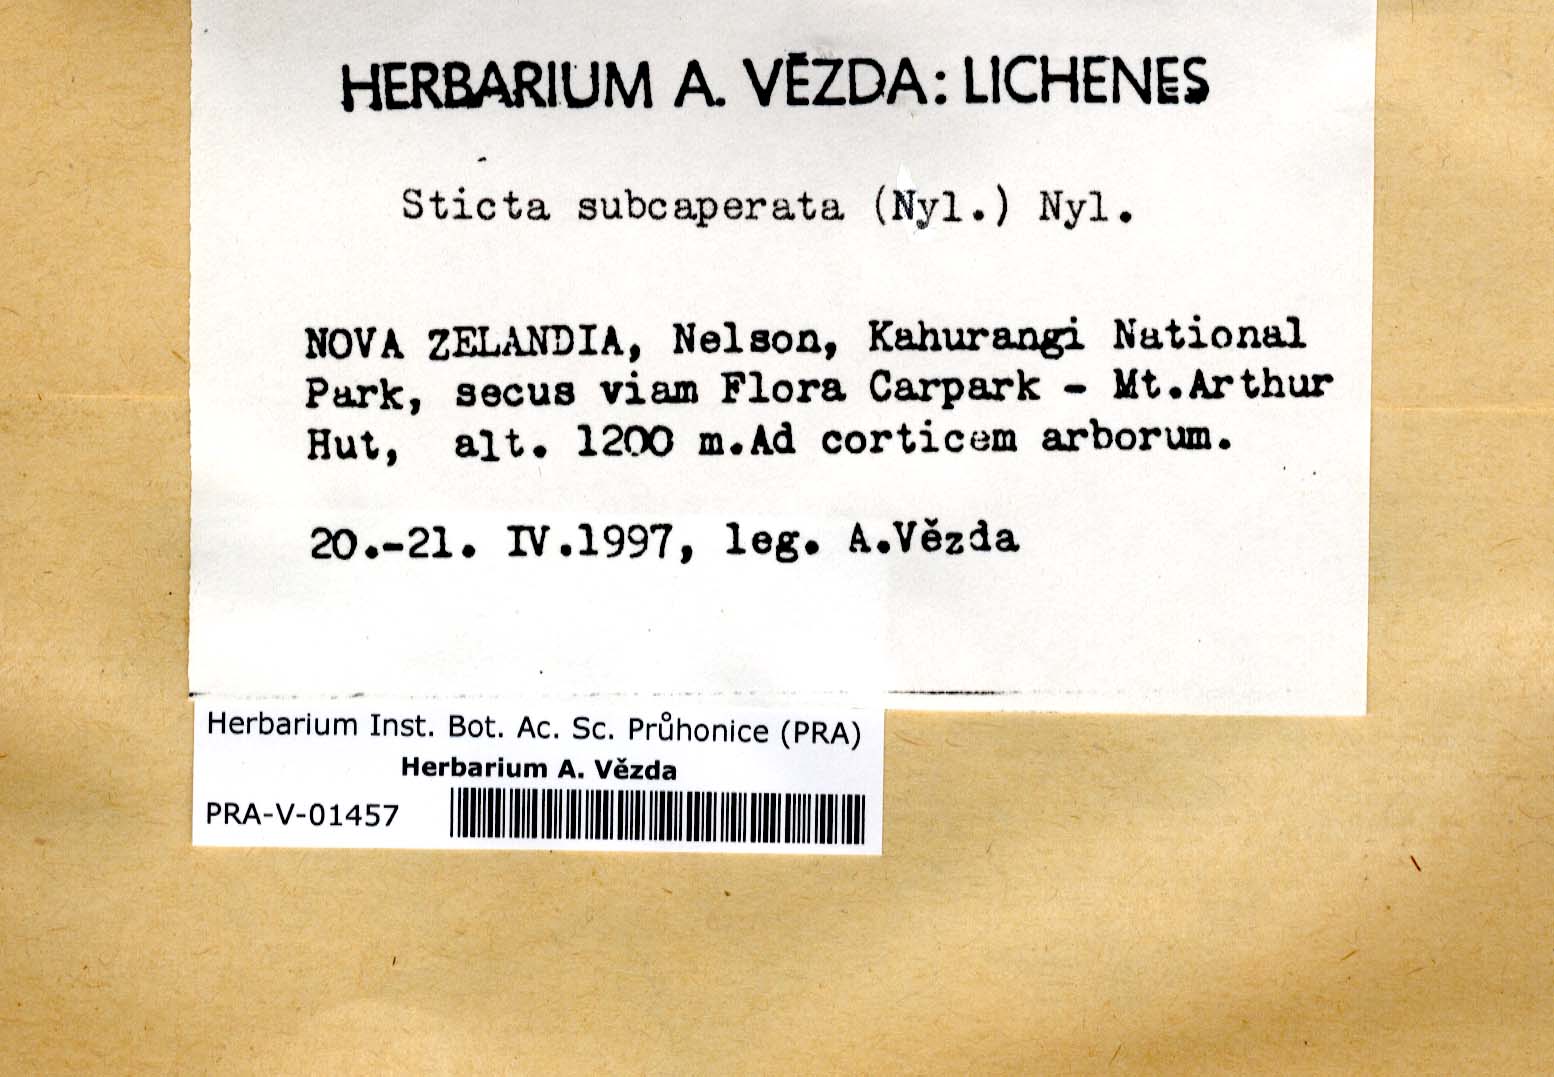 HERBARIUM A. VĚZDA: LICHENES
Sticta subcaperata (Nyl.) Nyl.
NOVA ZELANDIA, Nelson, Kahurangi National
Park, secus viam Flora Carpark - Mt.Arthur
Hut, alt. 1200 m.Ad corticem arborum.
20.-21. IV.1997, leg. A.Vězda
Herbarium Inst. Bot. Ac. Sc. Průhonice (PRA)
Herbarium A. Vězda
PRA-V-01457